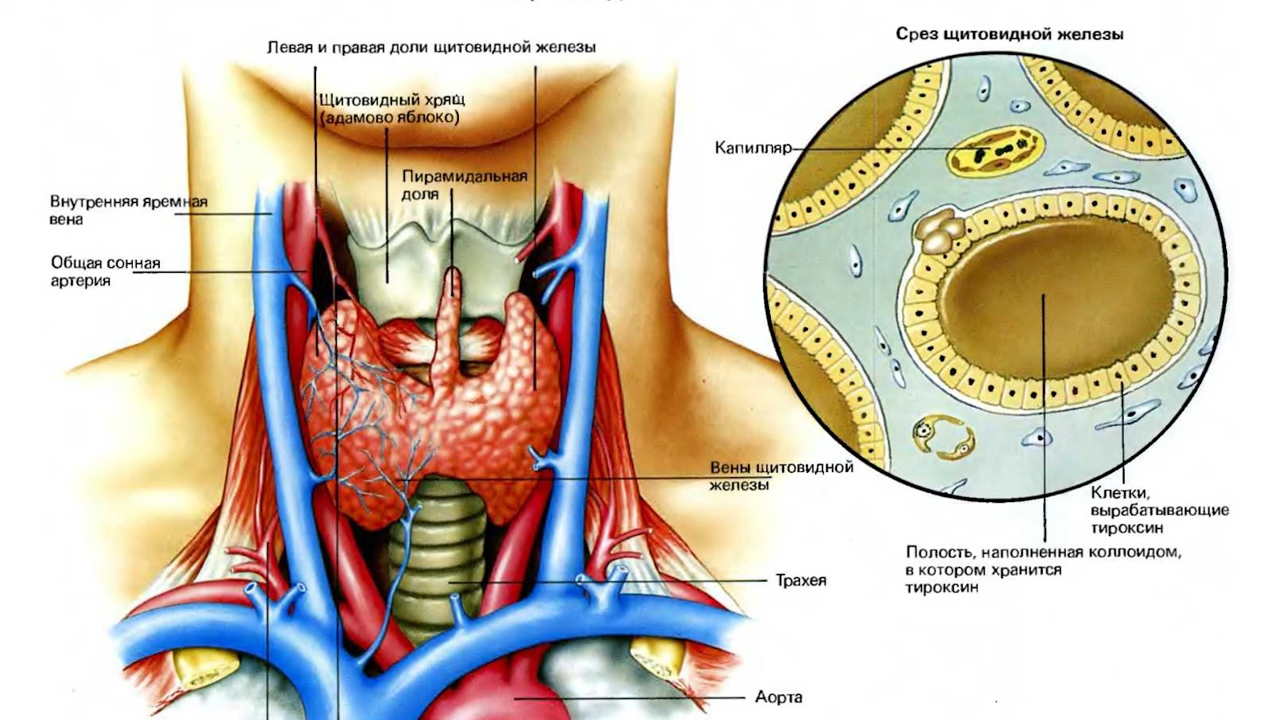 Левая и правая доли щитовидной железы
Щитовидный хрящ
(адамово яблоко)
Пирамидальная
доля
Внутренняя яремная
вена
Общая сонная
артерия
Вены щитовидной
железы
Трахея
Аорта
Срез щитовидной железы
Капилляр
Клетки,
вырабатывающие
тироксин
Полость, наполненная коллоидом,
в котором хранится
тироксин